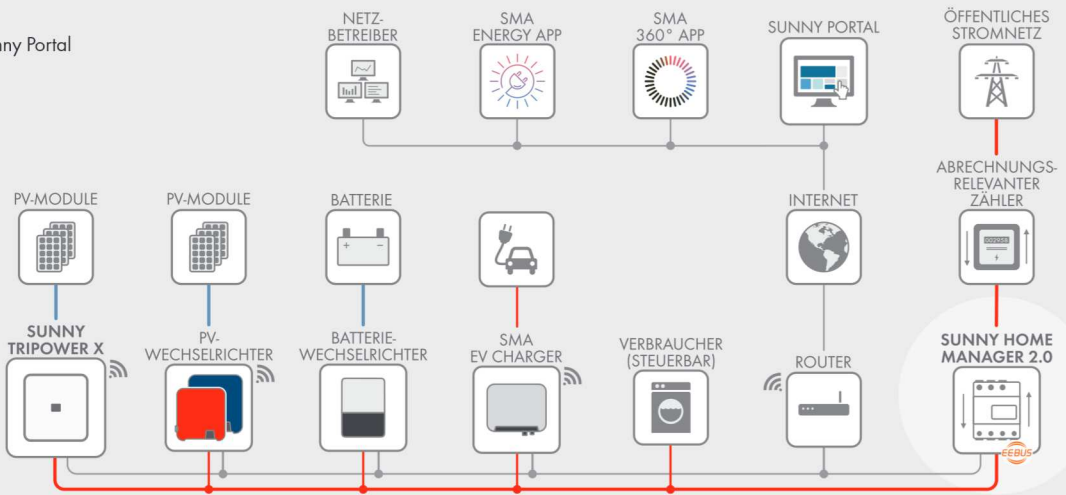 nny Portal
NETZ-
BETREIBER
SMA
ENERGY APP
SMA
360° APP
SUNNY PORTAL
ÖFFENTLICHES
STROMNETZ
PV-MODULE
PV-MODULE
BATTERIE
INTERNET
ABRECHNUNGS-
RELEVANTER
ZÄHLER
SUNNY
TRIPOWER X
PV-
WECHSELRICHTER
BATTERIE-
WECHSELRICHTER
SMA
EV CHARGER
VERBRAUCHER
(STEUERBAR)
ROUTER
SUNNY HOME
MANAGER 2.0
EEBUS